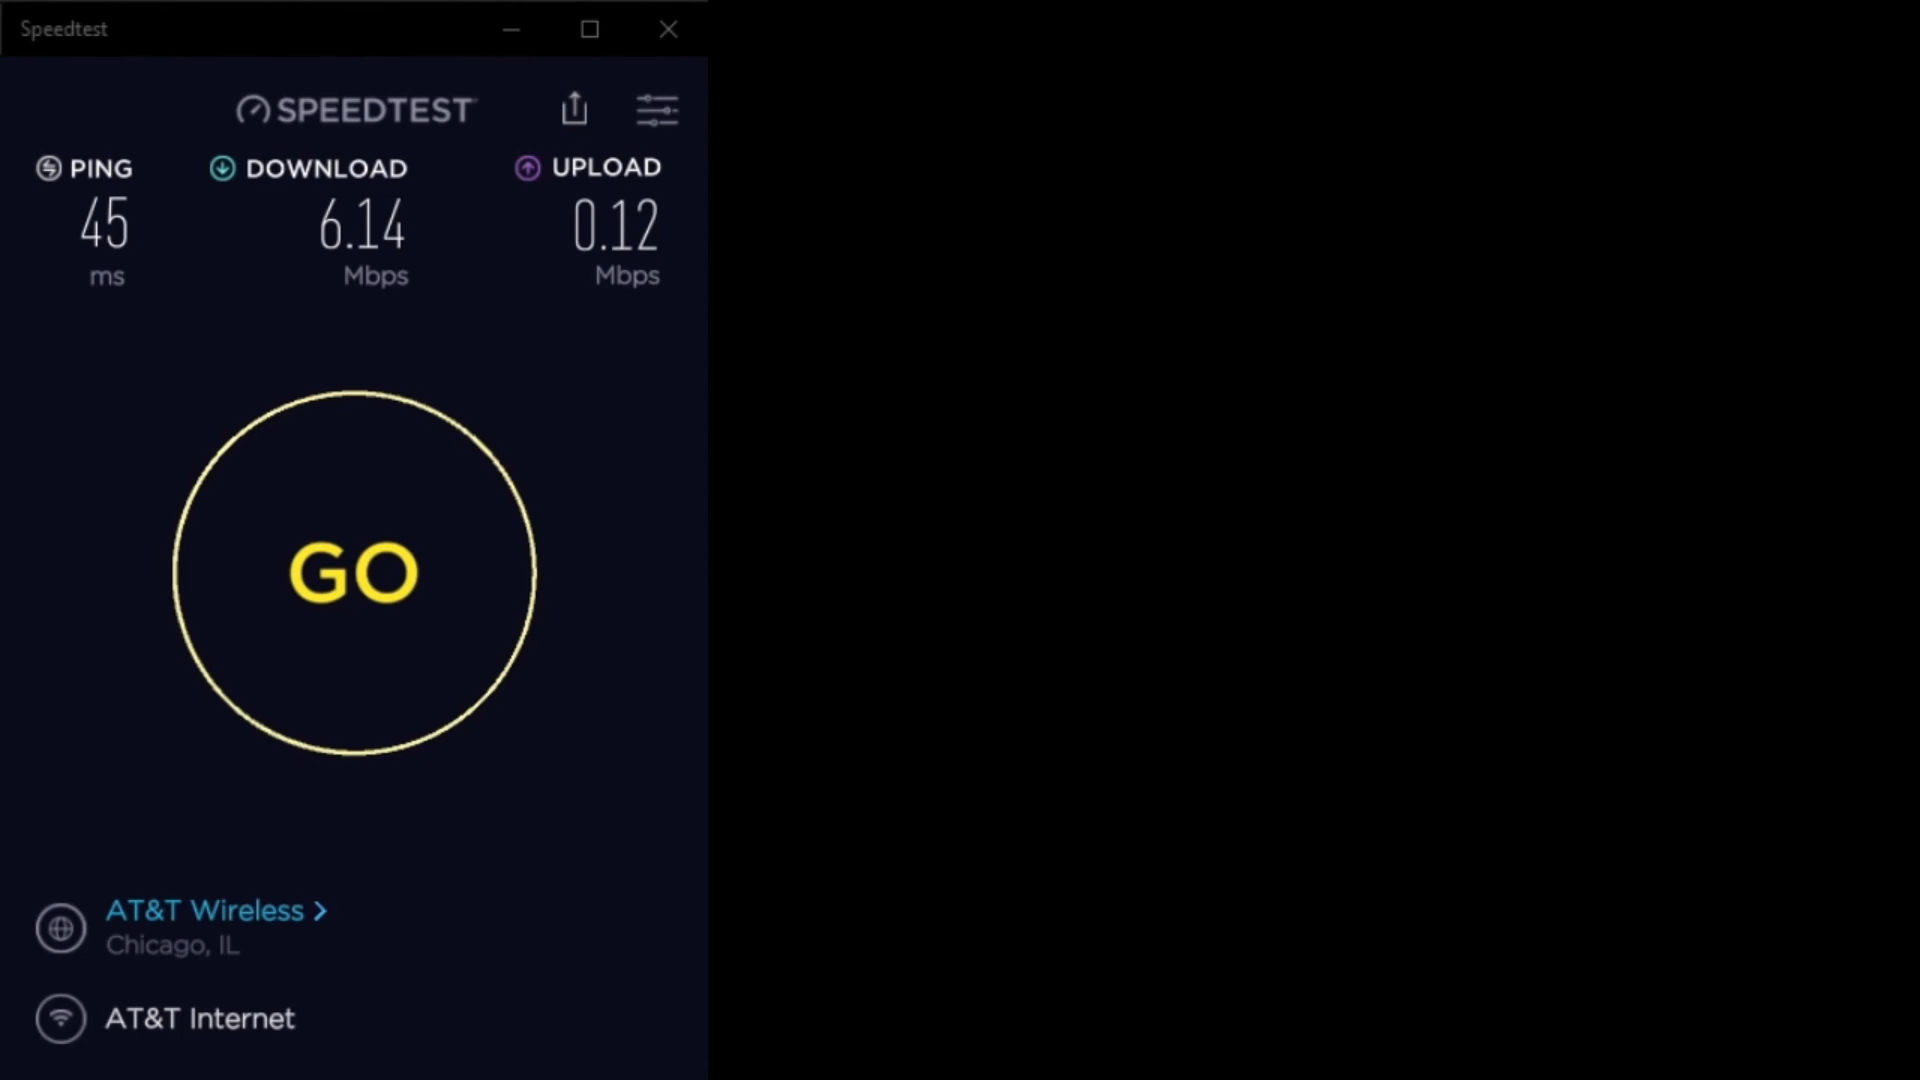 Speedtest
SPEEDTEST
PING DOWNLOAD UPLOAD
45 6.14 0.12
ms Mbps Mbps
GO
AT&T Wireless >
Chicago, IL
AT&T Internet